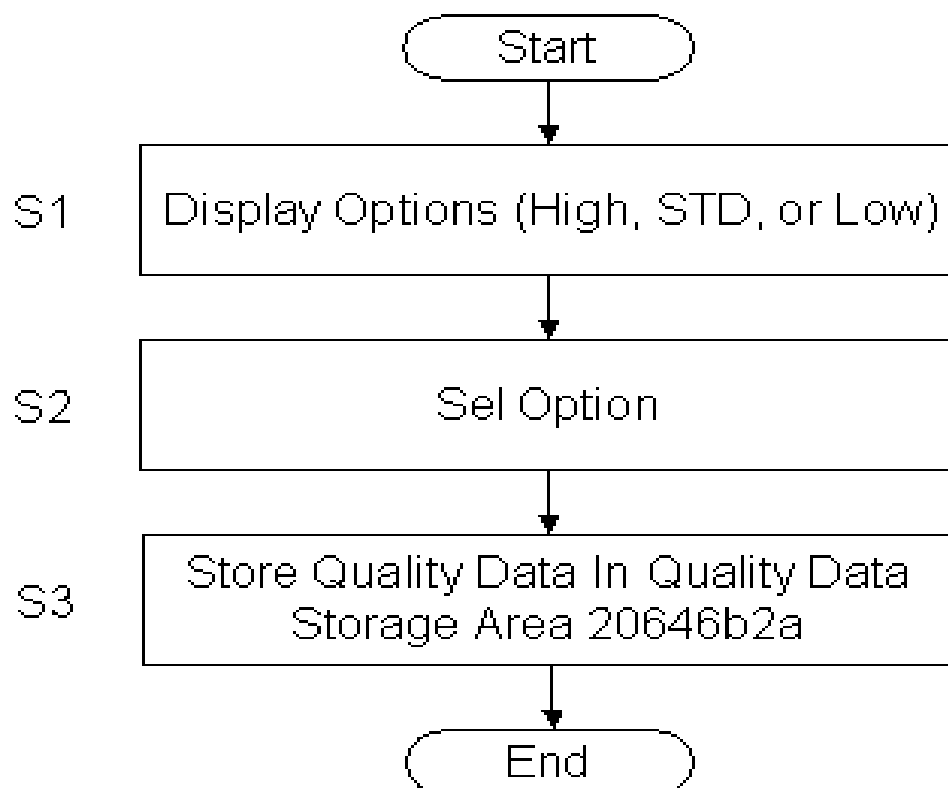 Start
S1 Display Options (High, STD, or Low)
S2 Sel Option
S3 Store Quality Data In Quality Data
Storage Area 20646b2a
End